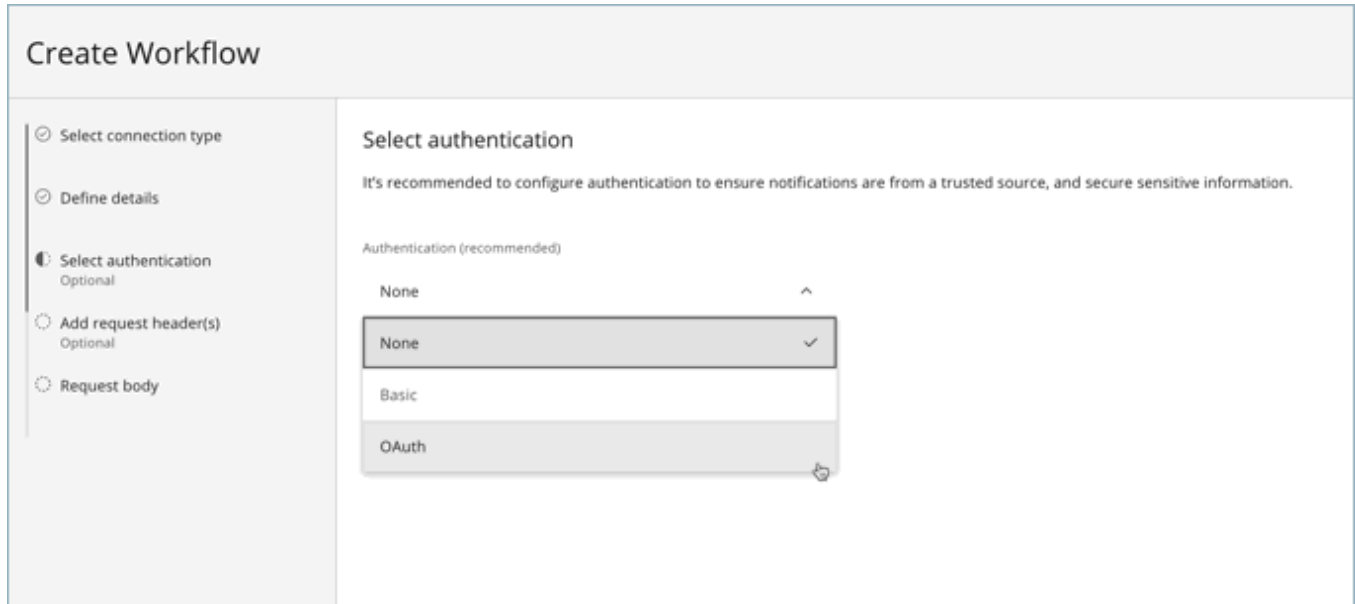 Create Workflow
Select connection type
Define details
Select authentication
Optional
Add request header(s)
Optional
Request body
Select authentication
It's recommended to configure authentication to ensure notifications are from a trusted source, and secure sensitive information.
Authentication (recommended)
None
None
Basic
OAuth